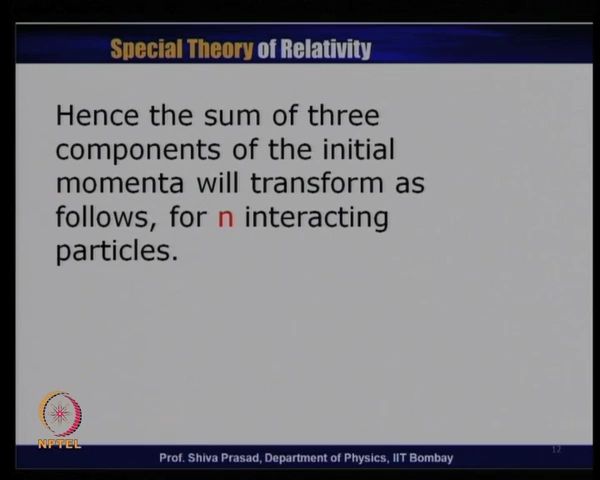 Special Theory of Relativity
Hence the sum of three
components of the initial
momenta will transform as
follows, for n interacting
particles.
NPTEL
Prof. Shiva Prasad, Department of Physics, IIT Bombay
12